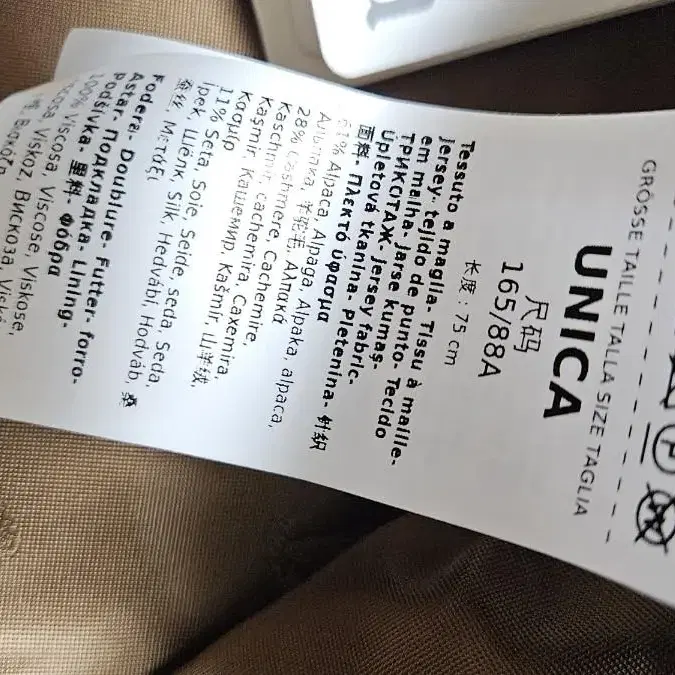 GRÖSSE TAILLE TALLA SIZE TAGLIA
UNICA
尺码
165/88A
长度: 75 cm
Tessuto a maglia- Tissu à maille-
Jersey- tejido de punto- Tecido
em malha- Jarse kumaş-
ТРИКОТАЖ- Jersey fabric-
Úpletová tkanina- Pletenina- 针织
面料- Πλεκτό ύφασμα
61% Alpaca, Alpaga, Alpaka, alpaca,
Альпака, 羊驼毛, Αλπακά
28% Cashmere, Cachemire,
Kaschmir, cachemira, Caxemira,
Kaşmir, Кашемир, Kašmír, 山羊绒,
Κασμίρ
11% Seta, Soie, Seide, seda, Seda,
İpek, Шёлк, Silk, Hedvábí, Hodváb, 桑
蚕丝, Μετάξι
Fodera- Doublure- Futter- forro-
Astar- Подкладка- Lining-
Podšívka- 里料- Φόδρα
100% Viscosa, Viscose, Viskose,
Viskoz, Вискоза,